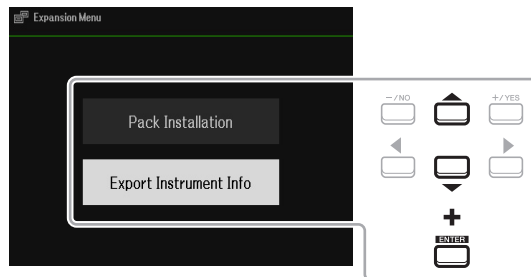 Expansion Menu
Pack Installation
Export Instrument Info
-/NO
+/YES
+
ENTER